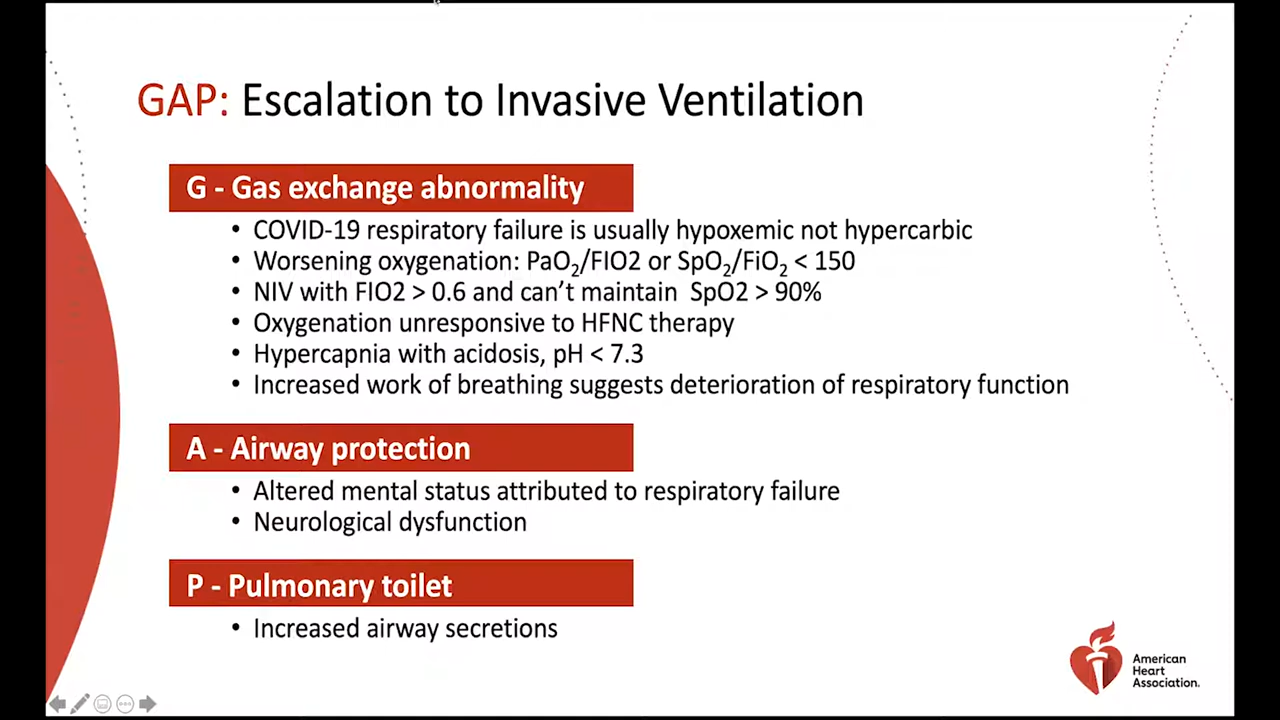 GAP: Escalation to Invasive Ventilation
G - Gas exchange abnormality
• COVID-19 respiratory failure is usually hypoxemic not hypercarbic
• Worsening oxygenation: PaO₂/FIO2 or SpO₂/FiO₂ < 150
• NIV with FIO2 > 0.6 and can’t maintain SpO2 > 90%
• Oxygenation unresponsive to HFNC therapy
• Hypercapnia with acidosis, pH < 7.3
• Increased work of breathing suggests deterioration of respiratory function
A - Airway protection
• Altered mental status attributed to respiratory failure
• Neurological dysfunction
P - Pulmonary toilet
• Increased airway secretions
American
Heart
Association.